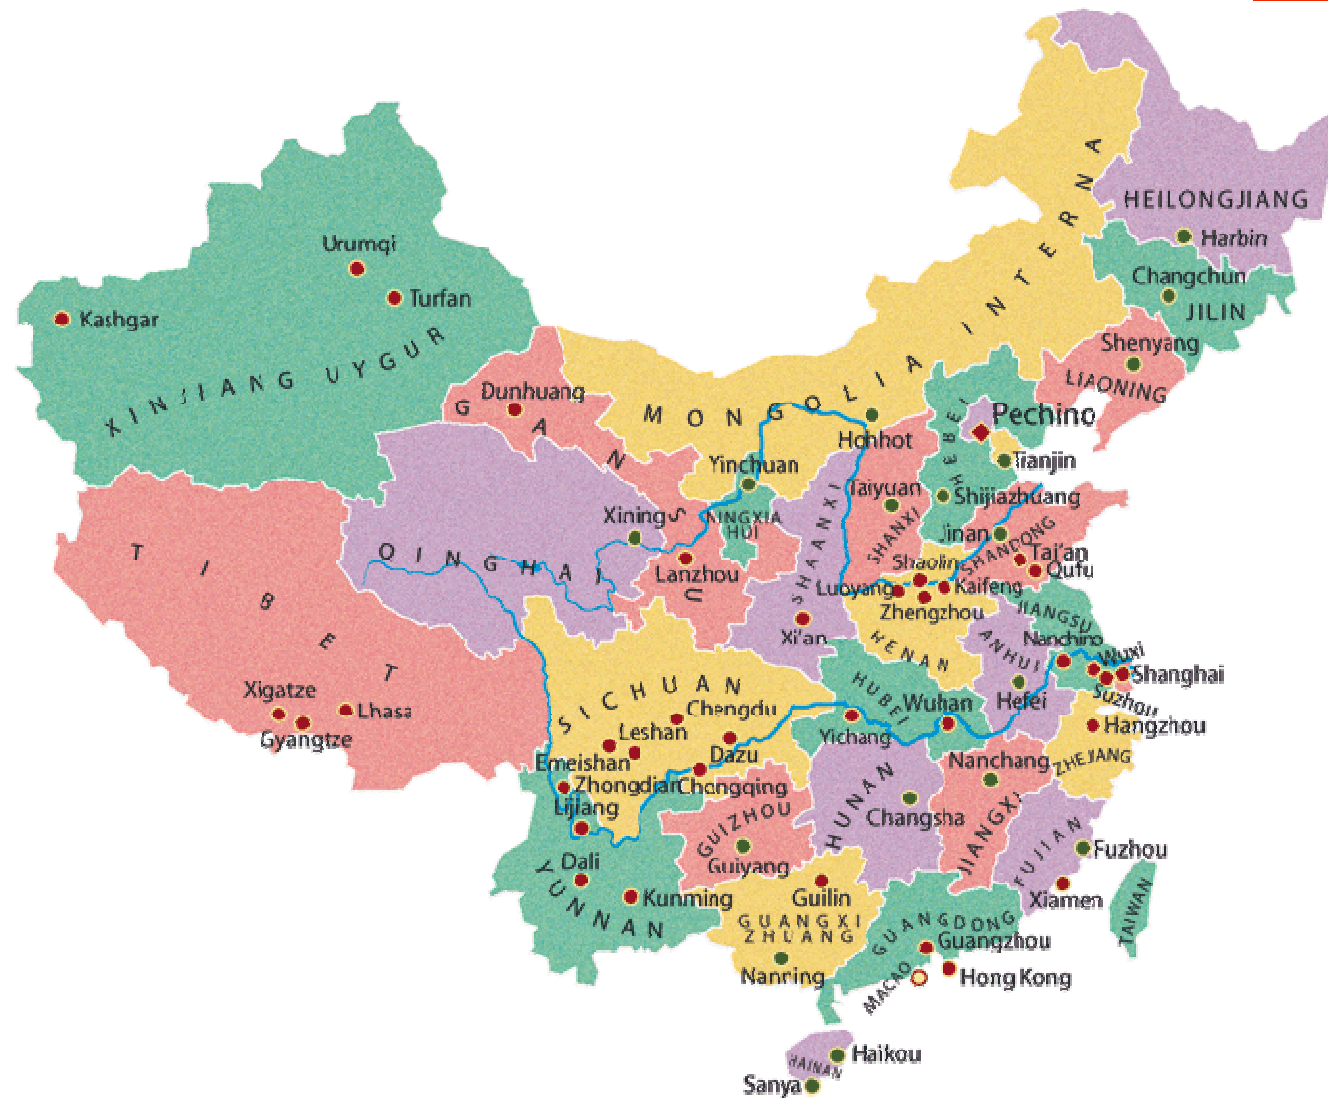 HEILONGJIANG
Harbin
Urumqi
Changchun
Turfan
JILIN
Kashgar
Shenyang
XINJIANG UYGUR
LIAONING
MONGOLIA INTERNA
Dunhuang
GANSU
HEBEI
Pechino
Hohhot
Tianjin
Yinchuan
Taiyuan
Shijiazhuang
Xining
NINGXIA
HUI
SHAANXI
SHANXI
Jinan
SHANDONG
Tai'an
Qufu
TIBET
QINGHAI
Lanzhou
Shaolin
Luoyang
Kaifeng
Zhengzhou
JIANGSU
Xi'an
HENAN
ANHUI
Nanchino
Wuxi
Shanghai
Suzhou
Xigatze
Lhasa
Gyangtze
SICHUAN
Chengdu
HUBEI
Wuhan
Hefei
Hangzhou
Leshan
Yichang
Emeishan
Dazu
Nanchang
ZHEJANG
Zhongdian
Chongqing
Lijiang
GUIZHOU
HUNAN
Changsha
JIANGXI
FUJIAN
Fuzhou
Dali
Guiyang
YUNNAN
Kunming
Guilin
Xiamen
TAIWAN
GUANGXI
ZHUANG
GUANGDONG
Guangzhou
Nanning
MACAO
Hong Kong
HAINAN
Haikou
Sanya